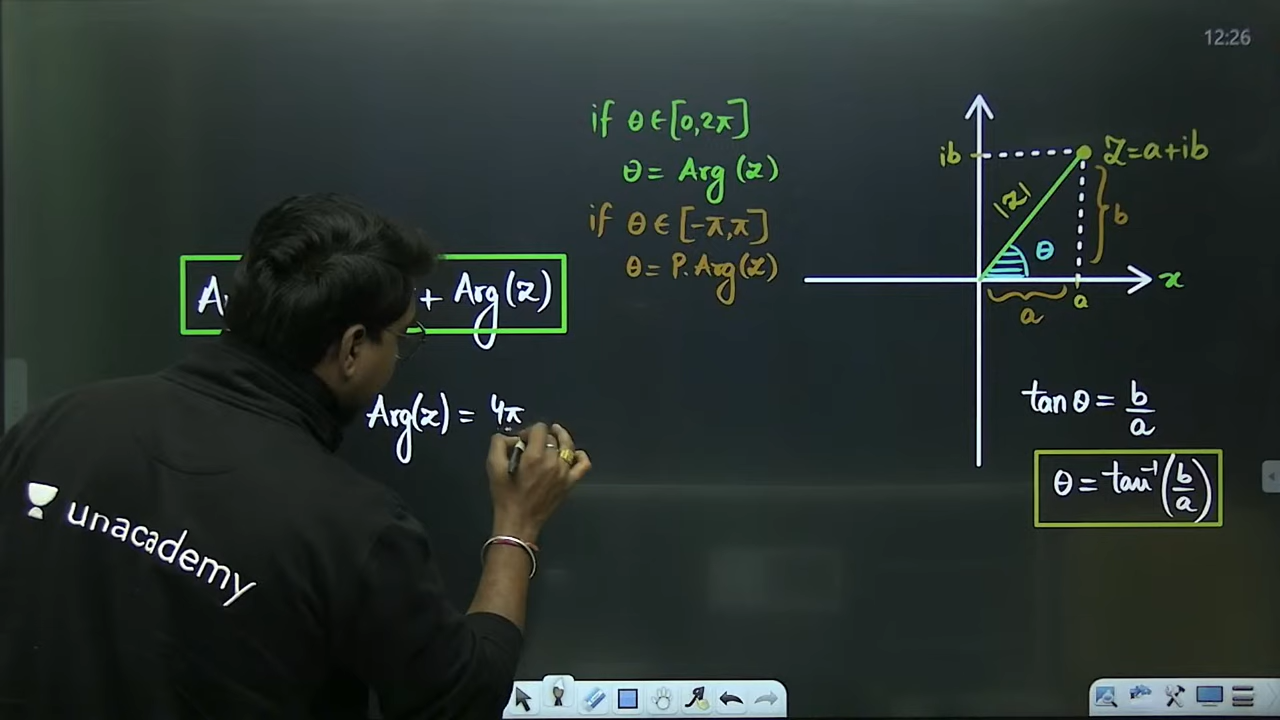 12:26
if θ∈[0,2π]
θ = Arg(z)
if θ∈[-π,π]
θ = P.Arg(z)
+ Arg(z)
Arg(z) = 4π
ib
Z=a+ib
|z|
b
θ
x
a
a
tan θ = b/a
θ = tan⁻¹(b/a)
unacademy